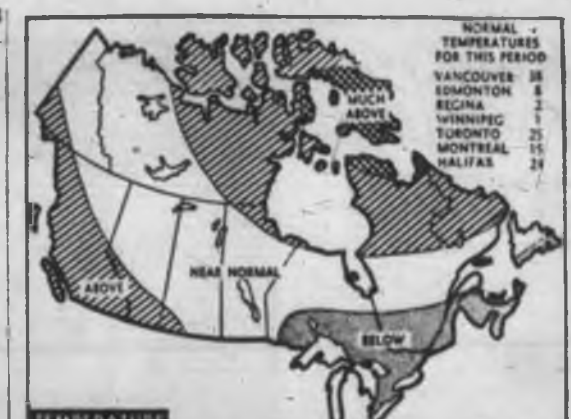 NORMAL
TEMPERATURES
FOR THIS PERIOD
VANCOUVER 38
EDMONTON 8
REGINA 2
WINNIPEG 1
TORONTO 25
MONTREAL 15
HALIFAX 24
MUCH
ABOVE
NEAR NORMAL
ABOVE
BELOW
TEMPERATURE